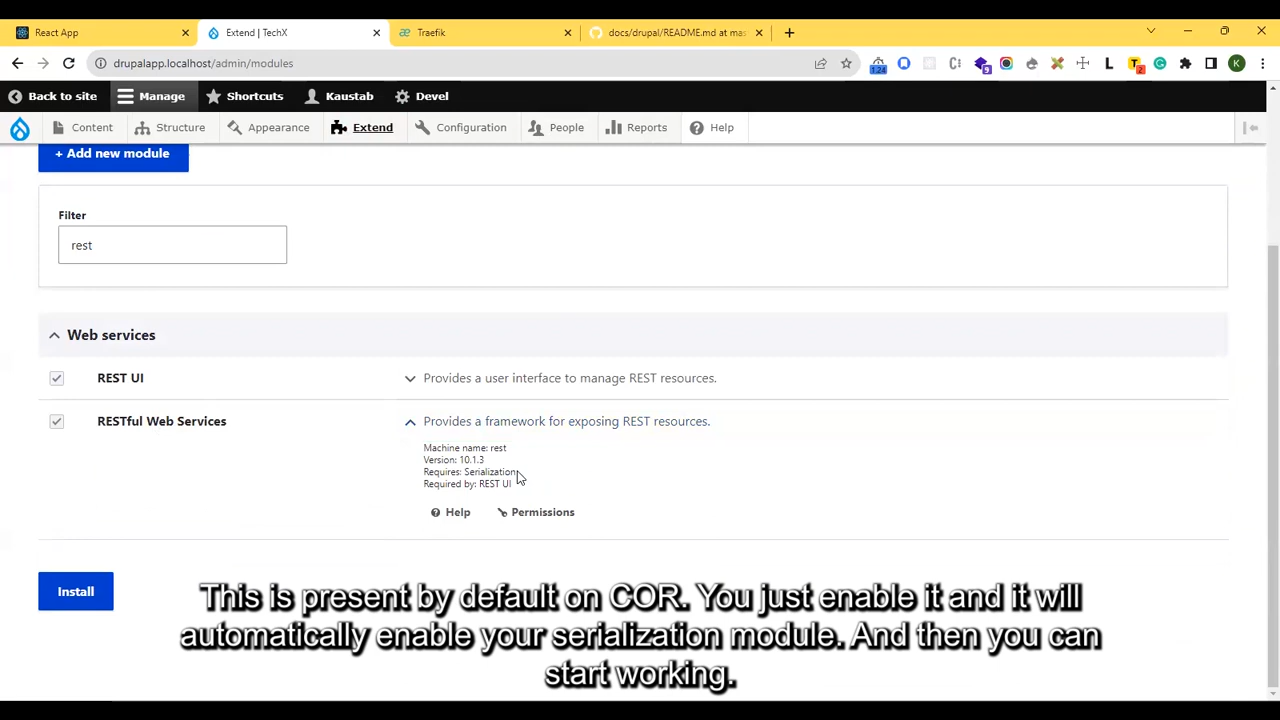 React App
Extend | TechX
Traefik
docs/drupal/README.md at mas
drupalapp.localhost/admin/modules
1:24
9
L
T
2
K
Back to site
Manage
Shortcuts
Kaustab
Devel
Content
Structure
Appearance
Extend
Configuration
People
Reports
Help
+ Add new module
Filter
rest
Web services
REST UI
Provides a user interface to manage REST resources.
RESTful Web Services
Provides a framework for exposing REST resources.
Machine name: rest
Version: 10.1.3
Requires: Serialization
Required by: REST UI
Help
Permissions
Install
This is present by default on COR. You just enable it and it will
automatically enable your serialization module. And then you can
start working.